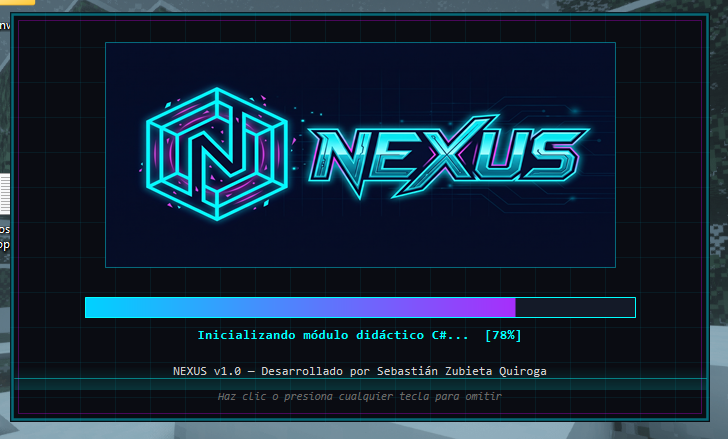 NEXUS
Inicializando módulo didáctico C#... [78%]
NEXUS v1.0 — Desarrollado por Sebastián Zubieta Quiroga
Haz clic o presiona cualquier tecla para omitir